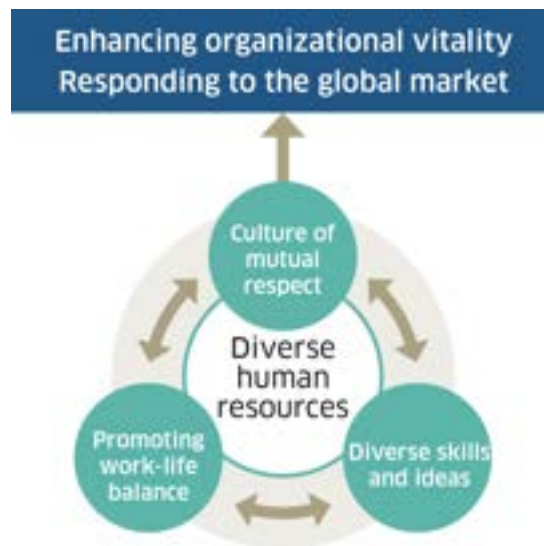 Enhancing organizational vitality
Responding to the global market
Culture of
mutual
respect
Diverse
human
resources
Promoting
work-life
balance
Diverse skills
and ideas